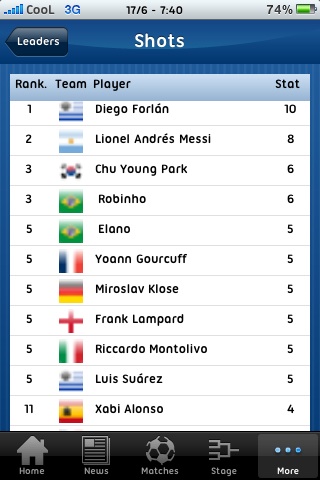 CooL 3G 17/6 - 7:40 74%
Leaders Shots
Rank. Team Player Stat
1 Diego Forlán 10
2 Lionel Andrés Messi 8
3 Chu Young Park 6
3 Robinho 6
5 Elano 5
5 Yoann Gourcuff 5
5 Miroslav Klose 5
5 Frank Lampard 5
5 Riccardo Montolivo 5
5 Luis Suárez 5
11 Xabi Alonso 4
Home News Matches Stage More